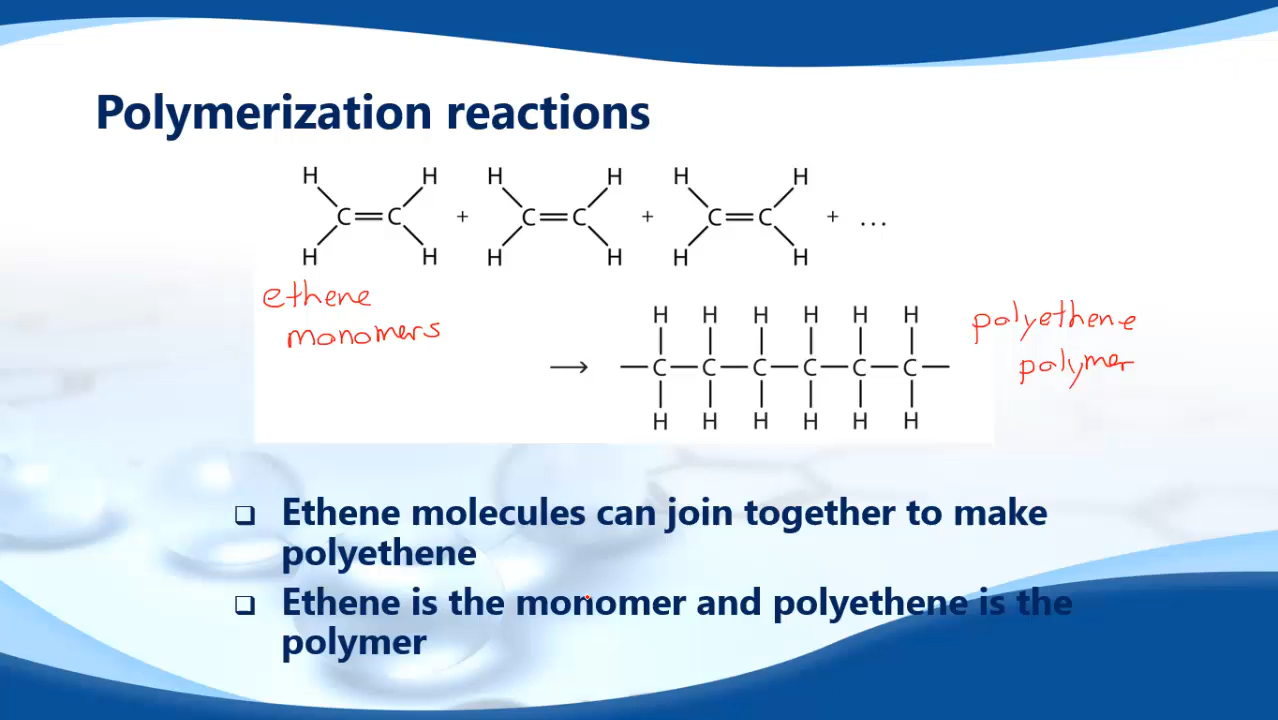 Polymerization reactions
H H H H H H
C=C + C=C + C=C + ...
H H H H H H
ethene
monomers
H H H H H H
polyethene
→ —C—C—C—C—C—C—
polymer
H H H H H H
❑ Ethene molecules can join together to make
polyethene
❑ Ethene is the monomer and polyethene is the
polymer